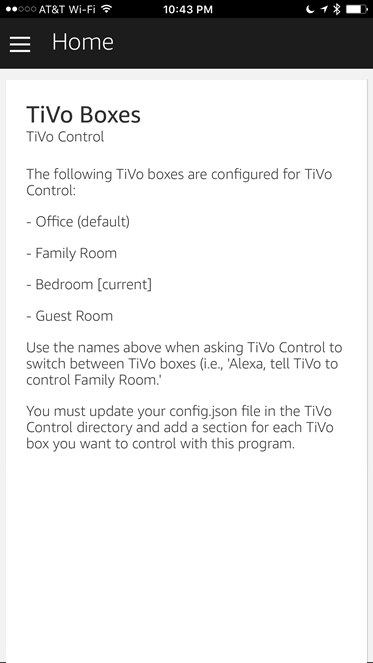 AT&T Wi-Fi 10:43 PM
Home
TiVo Boxes
TiVo Control
The following TiVo boxes are configured for TiVo
Control:
- Office (default)
- Family Room
- Bedroom [current]
- Guest Room
Use the names above when asking TiVo Control to
switch between TiVo boxes (i.e., 'Alexa, tell TiVo to
control Family Room.'
You must update your config.json file in the TiVo
Control directory and add a section for each TiVo
box you want to control with this program.